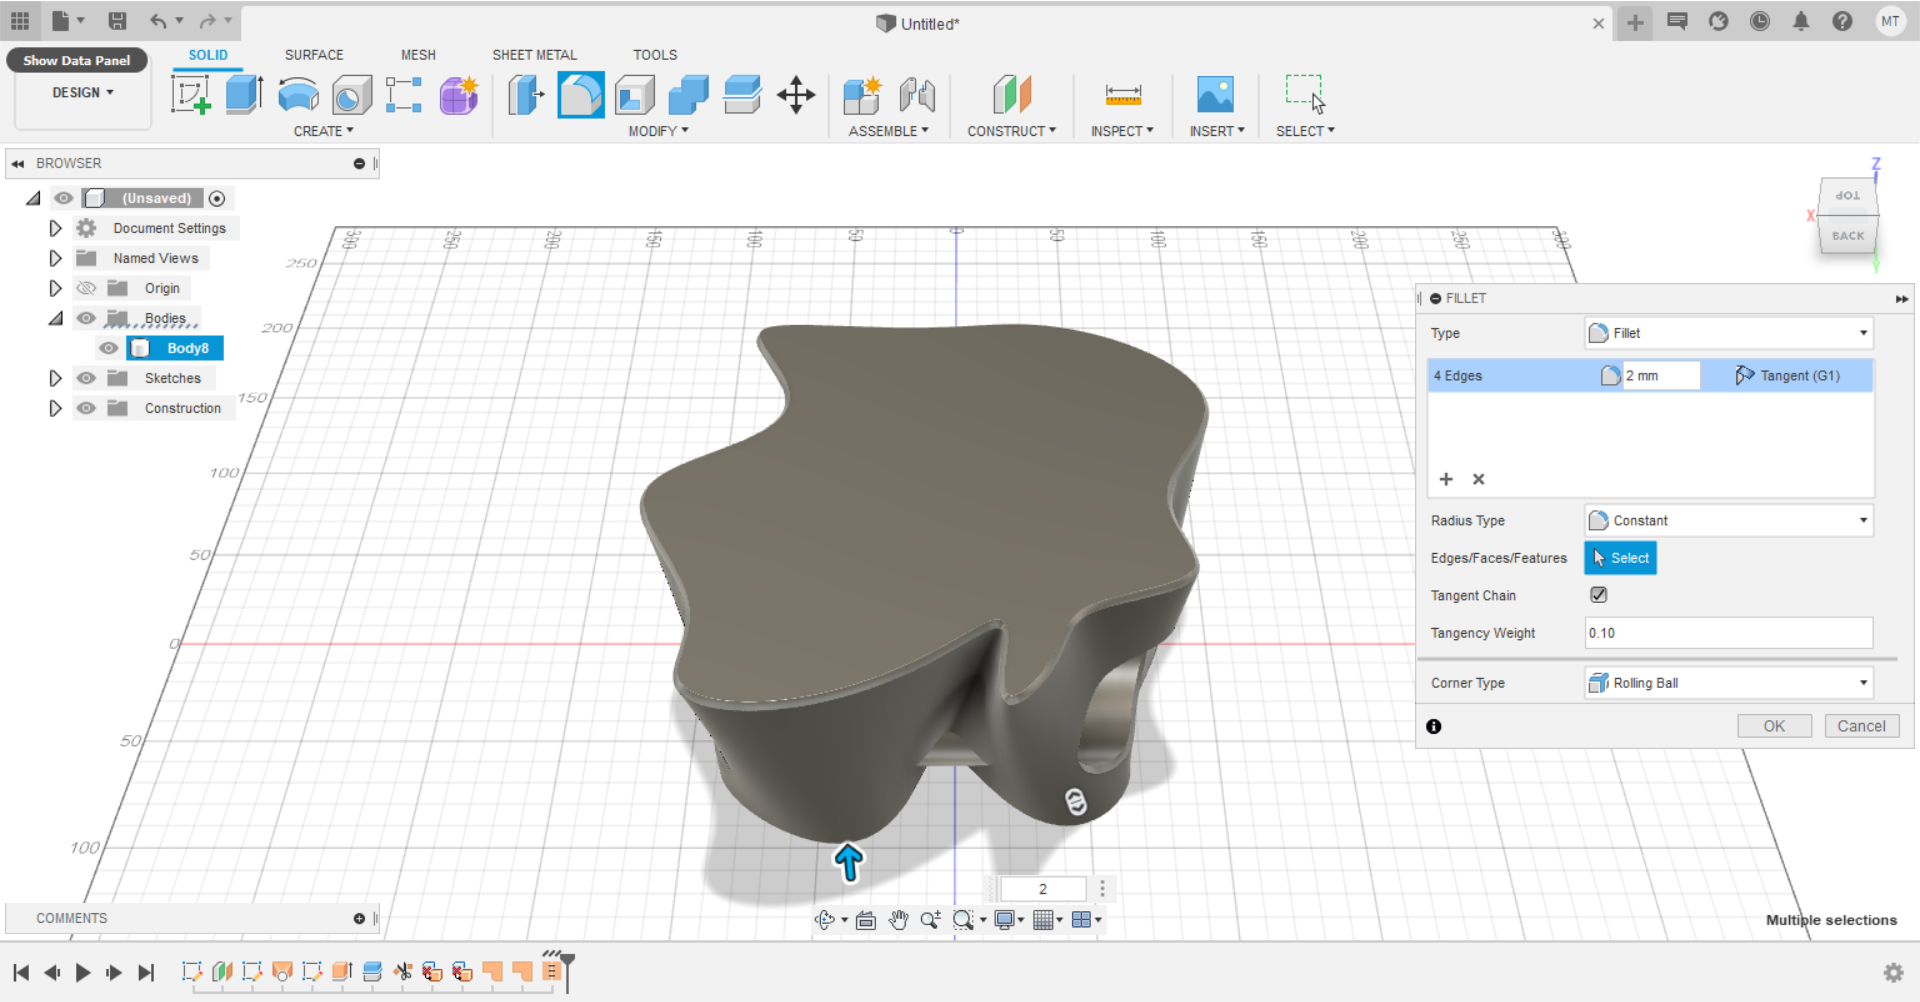 Untitled*
MT
Show Data Panel
SOLID
SURFACE
MESH
SHEET METAL
TOOLS
DESIGN
CREATE
MODIFY
ASSEMBLE
CONSTRUCT
INSPECT
INSERT
SELECT
BROWSER
(Unsaved)
Document Settings
Named Views
Origin
Bodies
Body8
Sketches
Construction
300
250
200
150
100
50
0
50
100
150
200
250
300
250
200
150
100
50
0
50
100
Z
X
TOP
BACK
FILLET
Type
Fillet
4 Edges
2 mm
Tangent (G1)
Radius Type
Constant
Edges/Faces/Features
Select
Tangent Chain
Tangency Weight
0.10
Corner Type
Rolling Ball
OK
Cancel
2
COMMENTS
Multiple selections